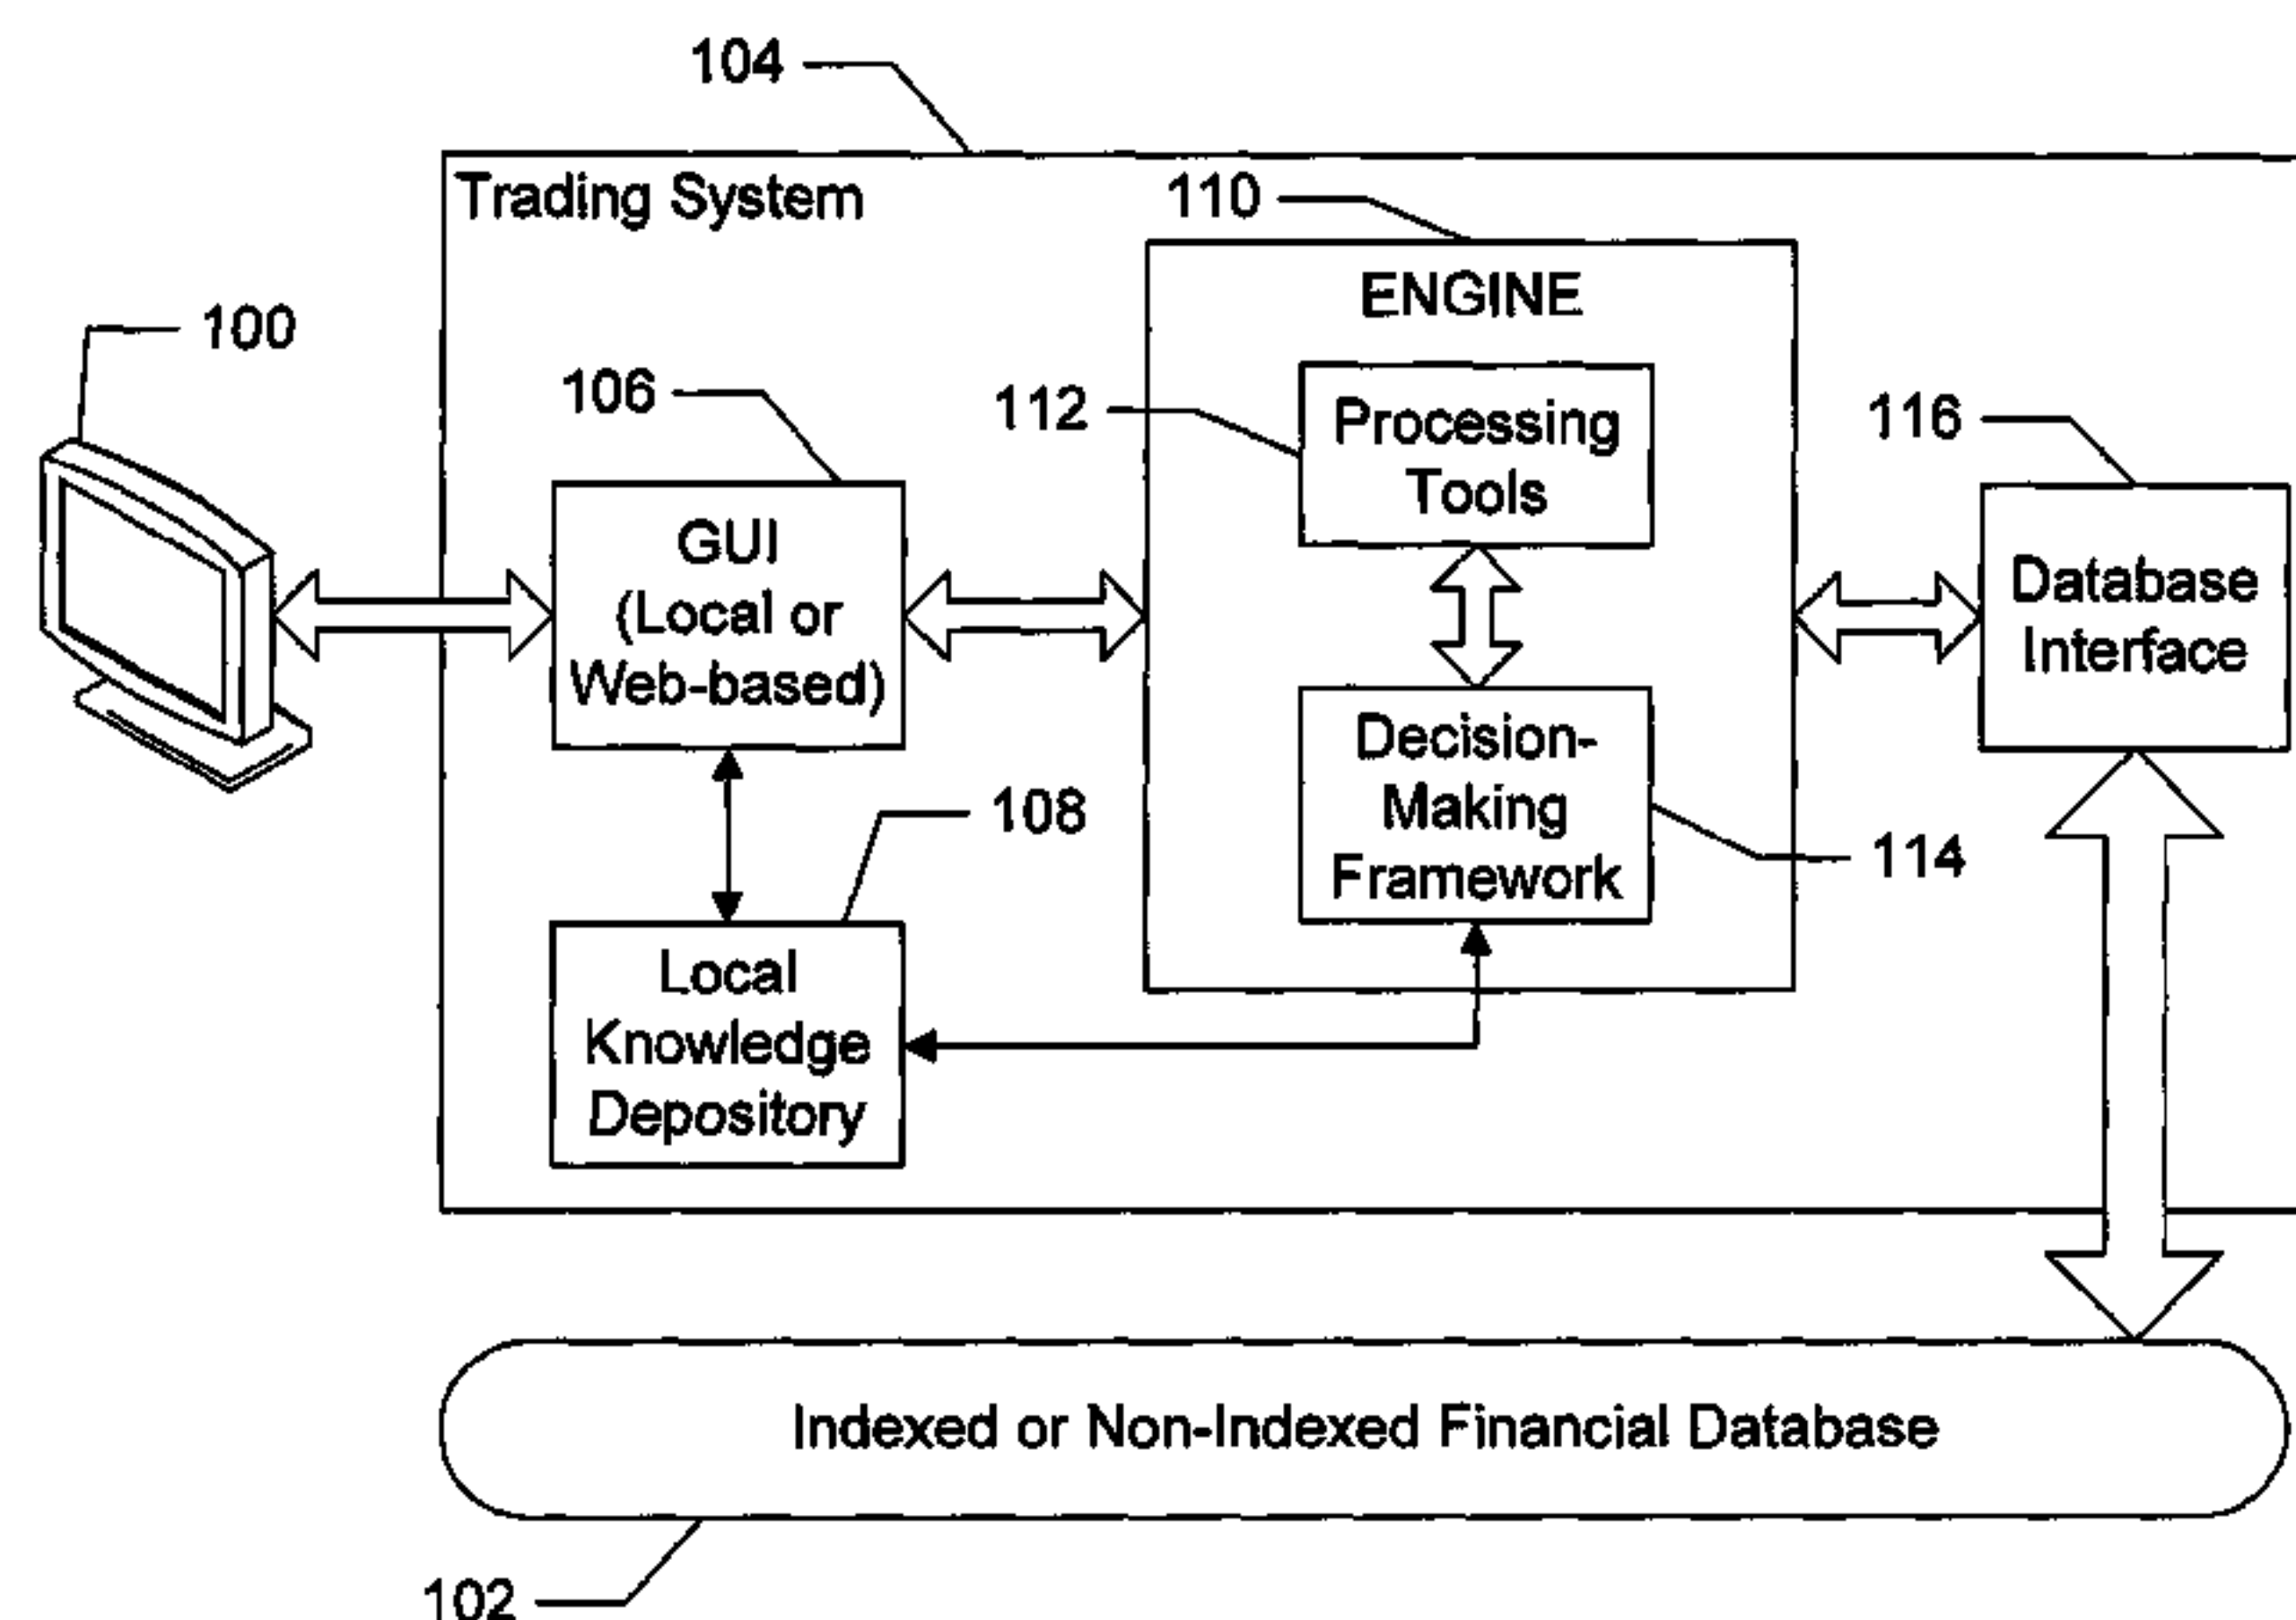 104
Trading System
110
ENGINE
100
106
112
Processing
Tools
116
GUI
(Local or
Web-based)
Database
Interface
Decision-
Making
Framework
108
114
Local
Knowledge
Depository
Indexed or Non-Indexed Financial Database
102